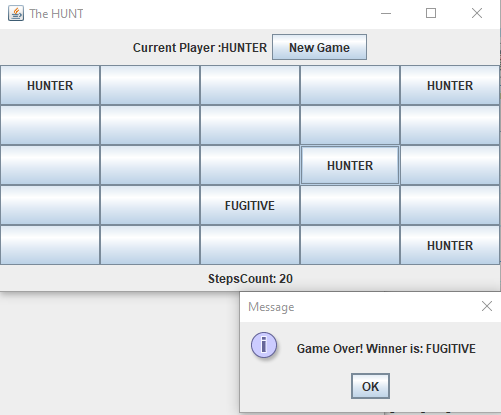 The HUNT
Current Player :HUNTER New Game
HUNTER HUNTER
HUNTER
FUGITIVE
HUNTER
StepsCount: 20
Message
Game Over! Winner is: FUGITIVE
OK